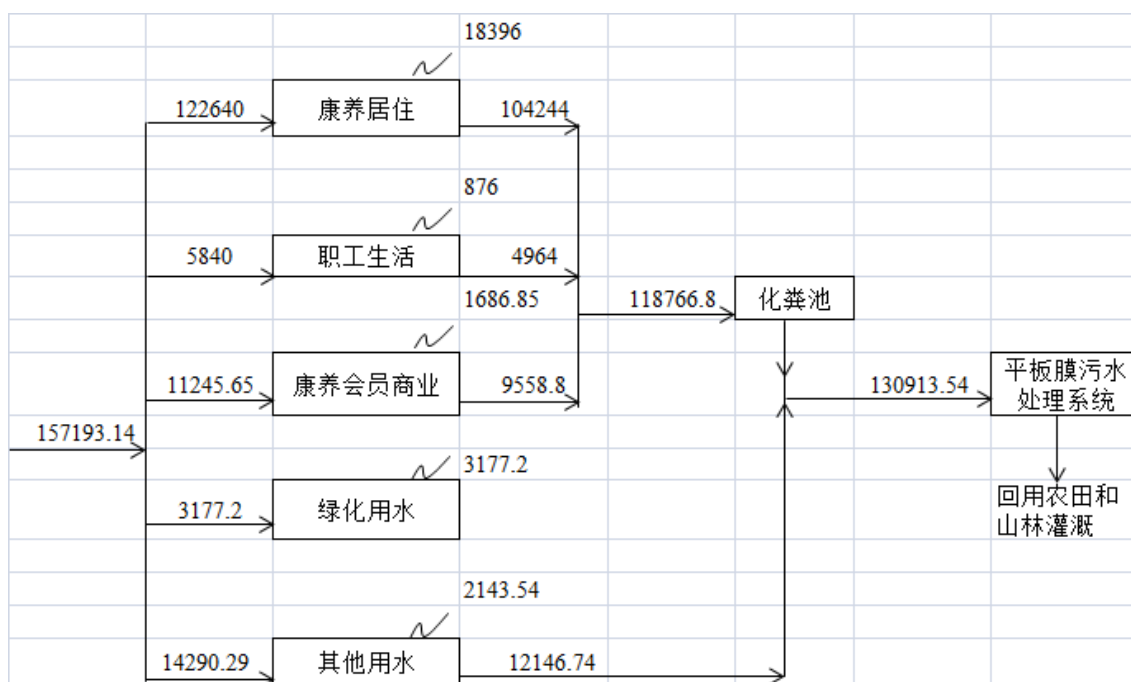 18396
122640
康养居住
104244
876
5840
职工生活
4964
1686.85
118766.8
化粪池
11245.65
康养会员商业
9558.8
130913.54
平板膜污水
处理系统
157193.14
3177.2
3177.2
绿化用水
回用农田和
山林灌溉
2143.54
14290.29
其他用水
12146.74